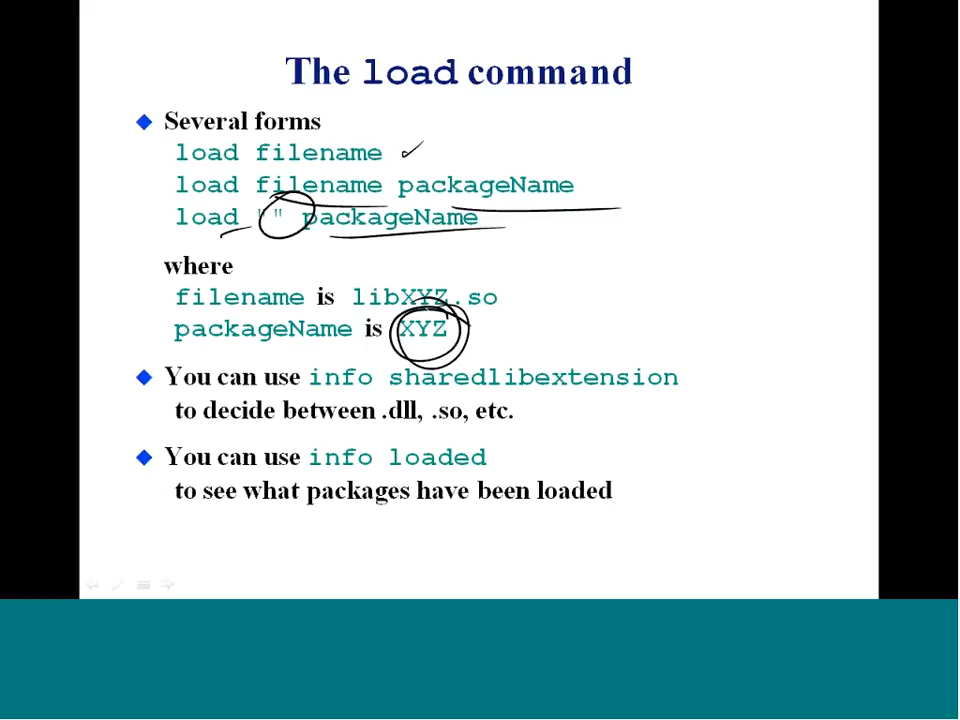 The load command
Several forms
load filename
load filename packageName
load "" packageName
where
filename is libXYZ.so
packageName is XYZ
You can use info sharedlibextension
to decide between .dll, .so, etc.
You can use info loaded
to see what packages have been loaded